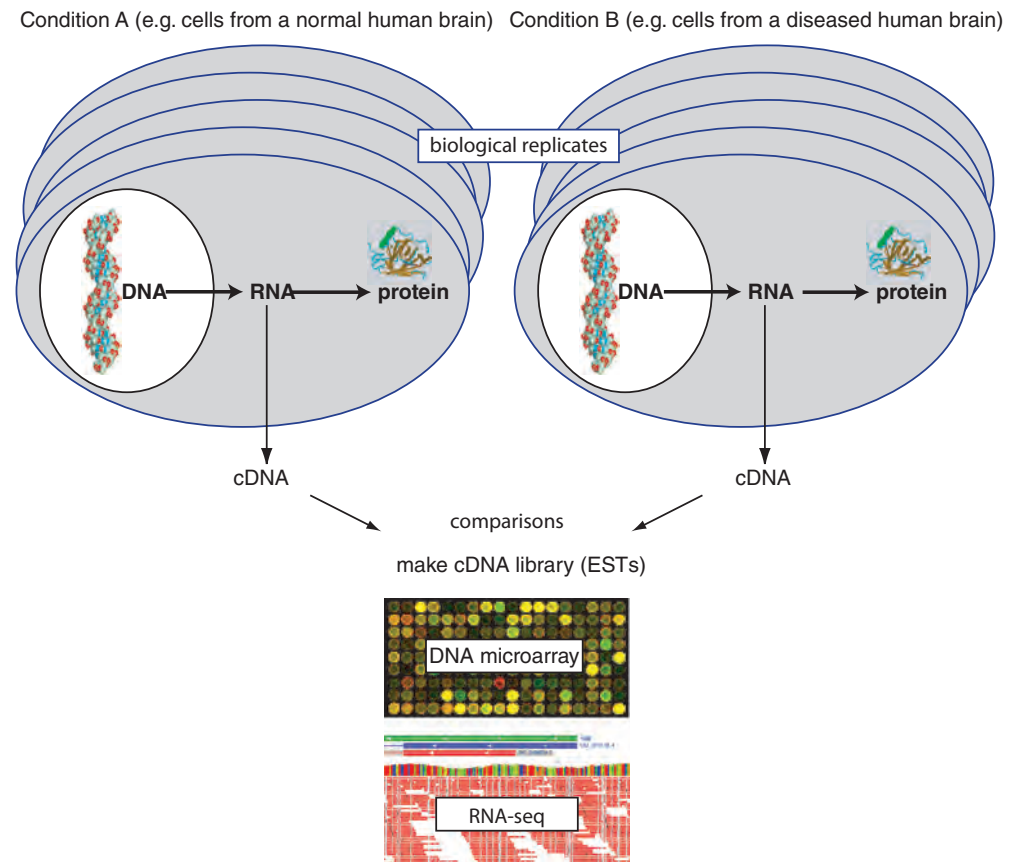 Condition A (e.g. cells from a normal human brain)
Condition B (e.g. cells from a diseased human brain)
biological replicates
DNA
RNA
protein
DNA
RNA
protein
cDNA
cDNA
comparisons
make cDNA library (ESTs)
DNA microarray
RNA-seq